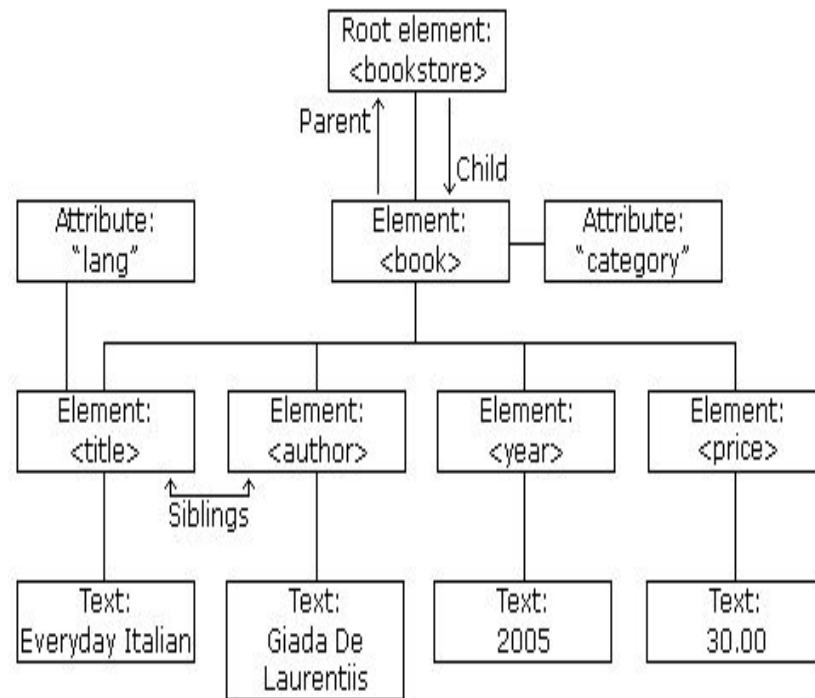 Root element:
<bookstore>
Parent
Child
Attribute:
"lang"
Element:
<book>
Attribute:
"category"
Element:
<title>
Element:
<author>
Element:
<year>
Element:
<price>
Siblings
Text:
Everyday Italian
Text:
Giada De
Laurentiis
Text:
2005
Text:
30.00